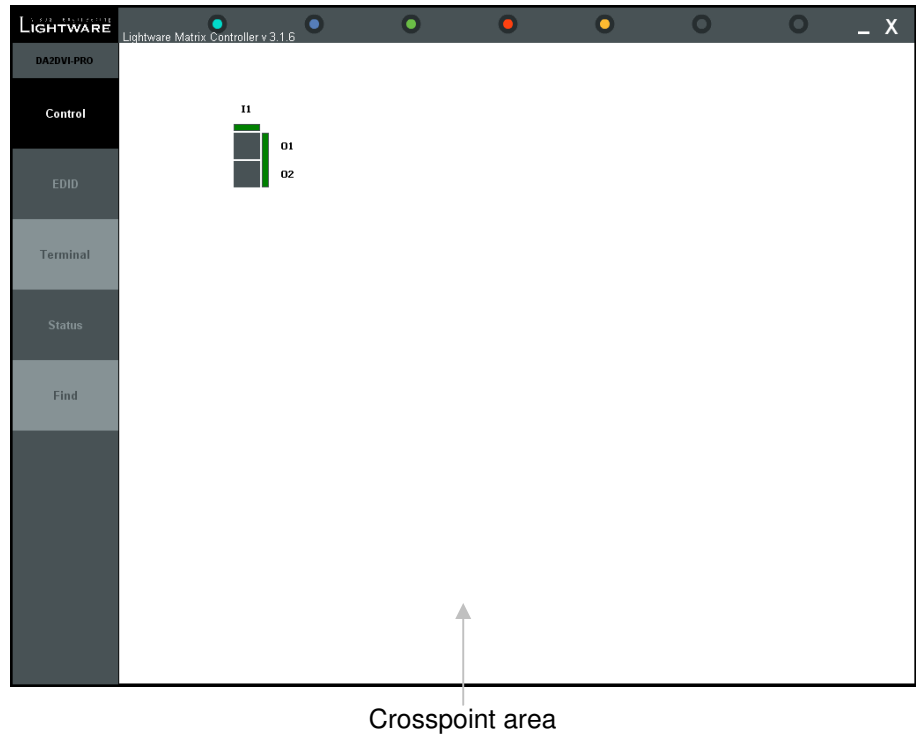 LIGHTWARE
Lightware Matrix Controller v 3.1.6
_ X
DA2DVI-PRO
Control
EDID
Terminal
Status
Find
I1
O1
O2
Crosspoint area